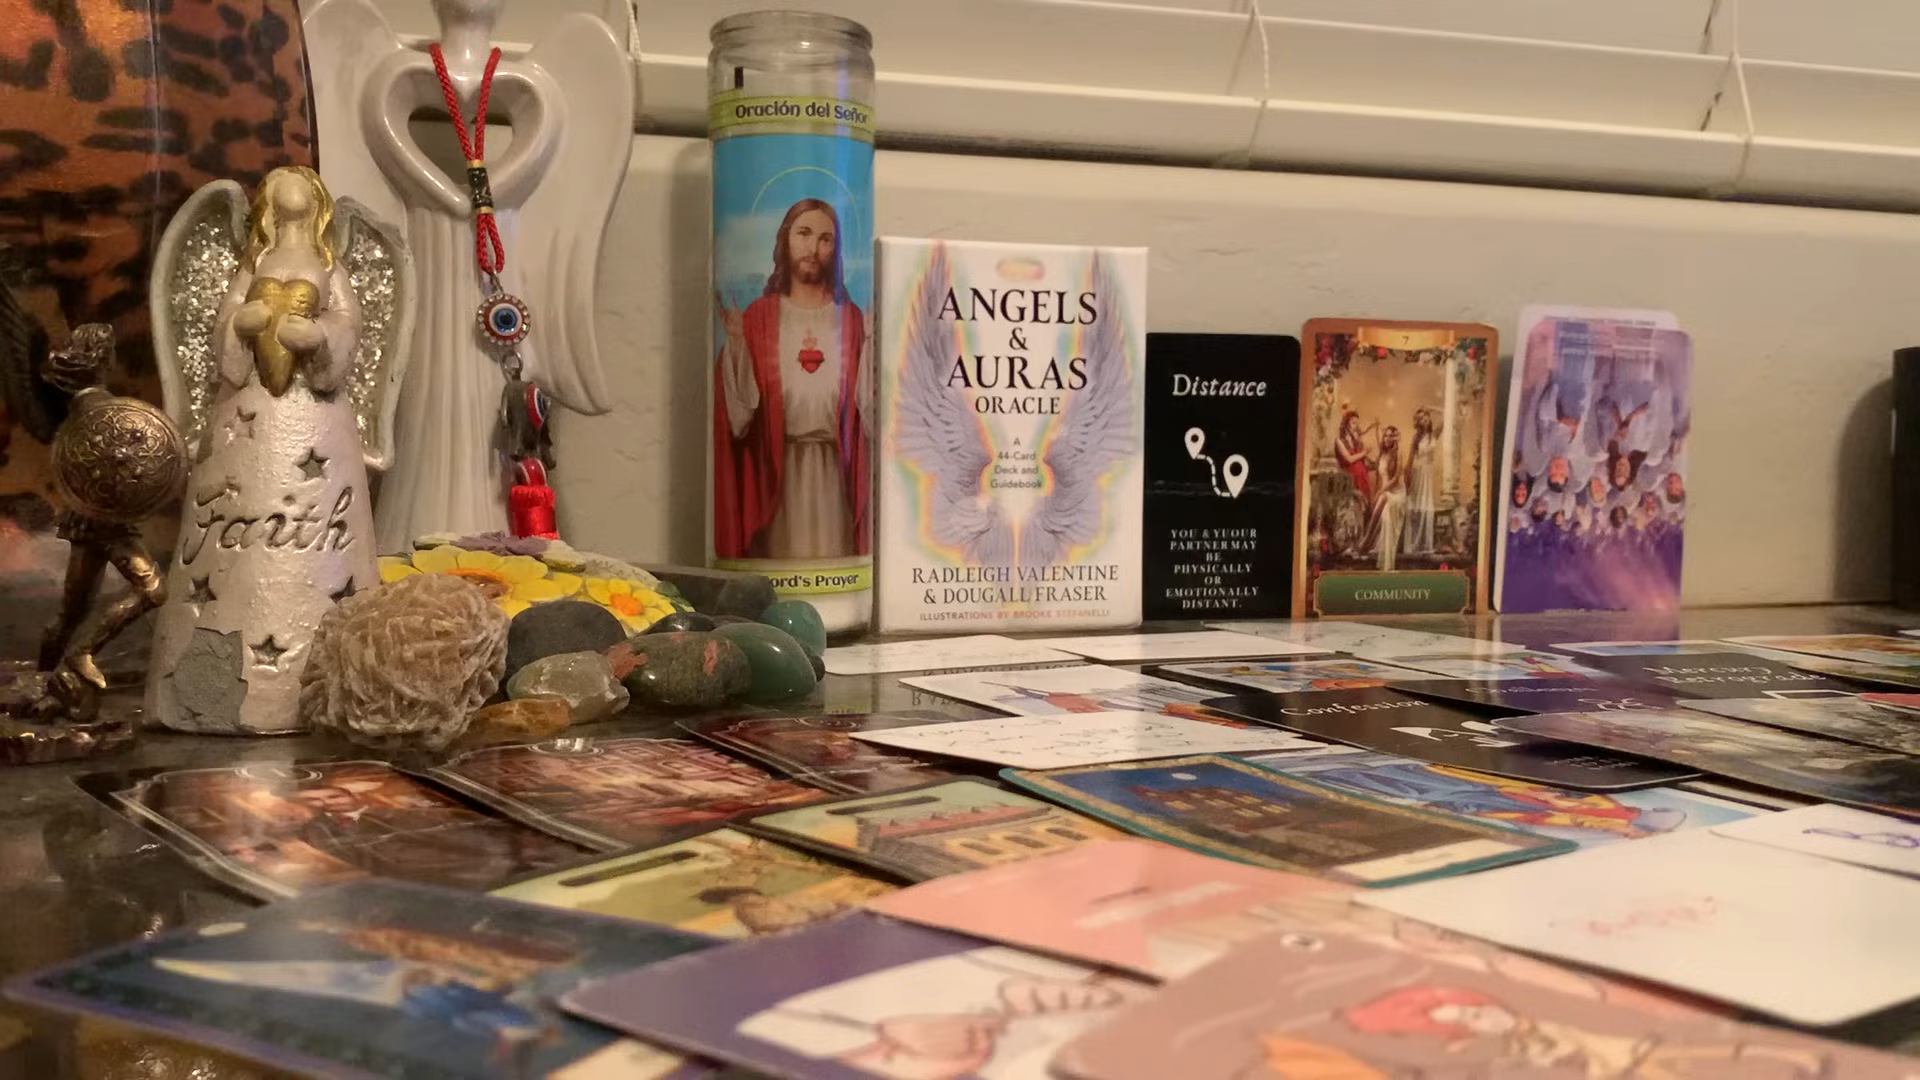 Oración del Señor
ord's Prayer
Faith
ANGELS
&
AURAS
ORACLE
A
44-Card
Deck and
Guidebook
RADLEIGH VALENTINE
& DOUGALL FRASER
ILLUSTRATIONS BY BROOKE STEFANELLI
Distance
YOU & YUOUR
PARTNER MAY
BE
PHYSICALLY
OR
EMOTIONALLY
DISTANT.
7
COMMUNITY
Mercury
Retrograde
Confession